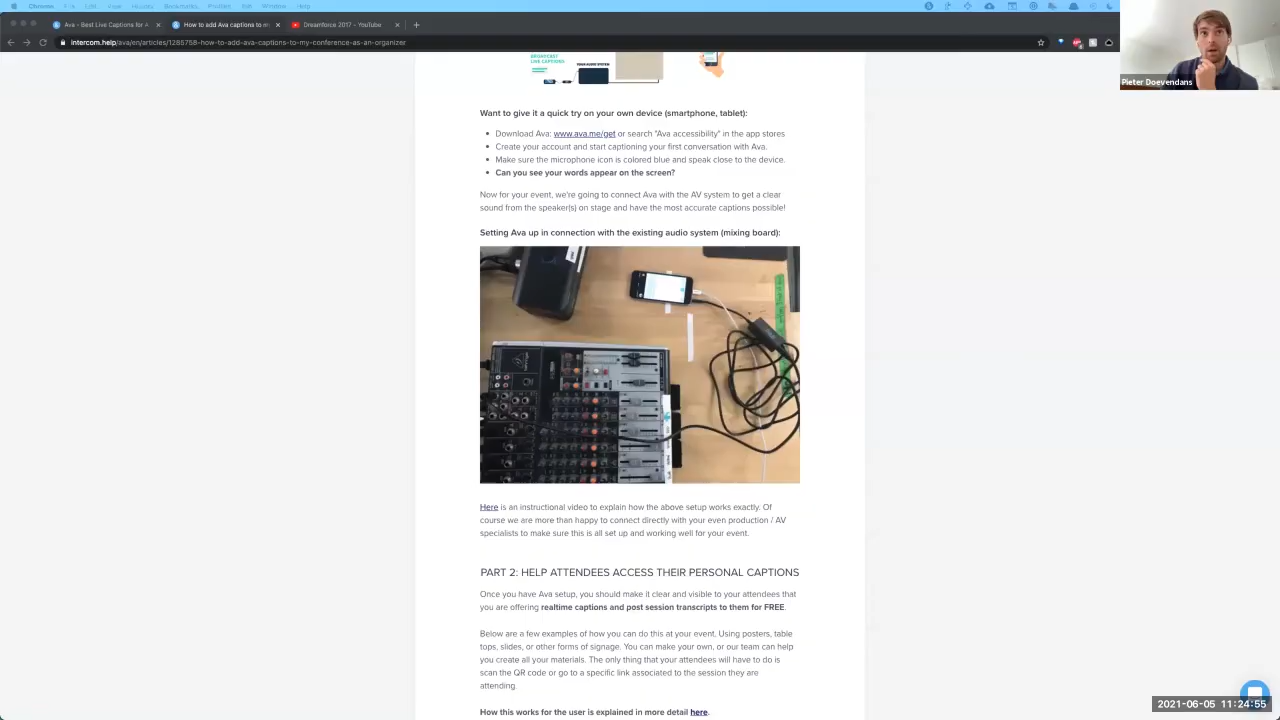 Chrome
Window
Help
Ava - Best Live Captions for A
How to add Ava captions to my
Dreamforce 2017 - YouTube
intercom.help/ava/en/articles/1285758-how-to-add-ava-captions-to-my-conference-as-an-organizer
Pieter Doevendans
BROADCAST
LIVE CAPTIONS
YOUR AUDIO SYSTEM
Want to give it a quick try on your own device (smartphone, tablet):
Download Ava: www.ava.me/get or search "Ava accessibility" in the app stores
Create your account and start captioning your first conversation with Ava.
Make sure the microphone icon is colored blue and speak close to the device.
Can you see your words appear on the screen?
Now for your event, we're going to connect Ava with the AV system to get a clear
sound from the speaker(s) on stage and have the most accurate captions possible!
Setting Ava up in connection with the existing audio system (mixing board):
Here is an instructional video to explain how the above setup works exactly. Of
course we are more than happy to connect directly with your even production / AV
specialists to make sure this is all set up and working well for your event.
PART 2: HELP ATTENDEES ACCESS THEIR PERSONAL CAPTIONS
Once you have Ava setup, you should make it clear and visible to your attendees that
you are offering realtime captions and post session transcripts to them for FREE.
Below are a few examples of how you can do this at your event. Using posters, table
tops, slides, or other forms of signage. You can make your own, or our team can help
you create all your materials. The only thing that your attendees will have to do is
scan the QR code or go to a specific link associated to the session they are
attending.
How this works for the user is explained in more detail here.
2021-06-05 11:24:55